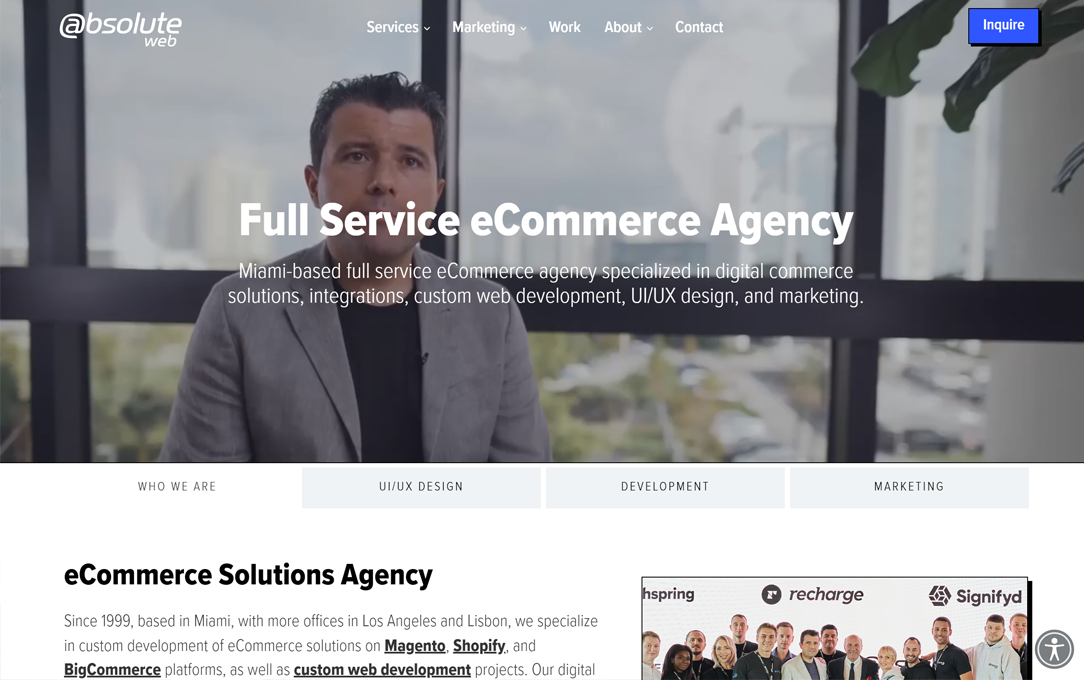 @bsolute
web
Services
Marketing
Work
About
Contact
Inquire
Full Service eCommerce Agency
Miami-based full service eCommerce agency specialized in digital commerce
solutions, integrations, custom web development, UI/UX design, and marketing.
WHO WE ARE
UI/UX DESIGN
DEVELOPMENT
MARKETING
eCommerce Solutions Agency
Since 1999, based in Miami, with more offices in Los Angeles and Lisbon, we specialize
in custom development of eCommerce solutions on Magento, Shopify, and
BigCommerce platforms, as well as custom web development projects. Our digital
hspring
recharge
Signifyd